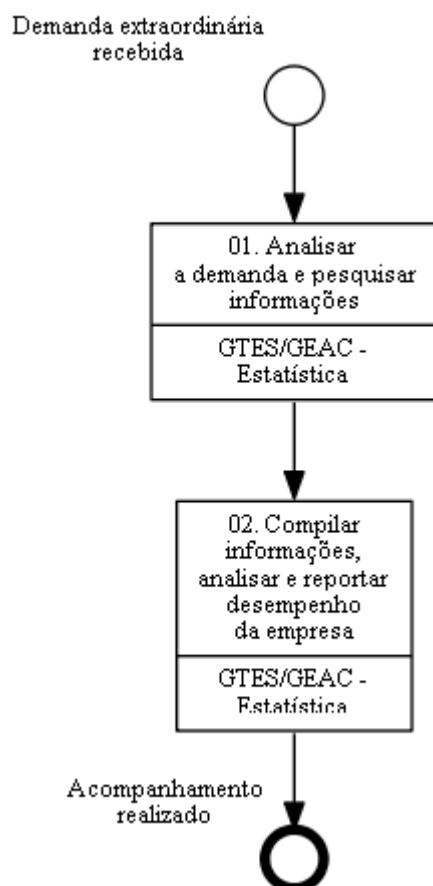 Demanda extraordinária
recebida
01. Analisar
a demanda e pesquisar
informações
GTES/GEAC -
Estatística
02. Compilar
informações,
analisar e reportar
desempenho
da empresa
GTES/GEAC -
Estatística
Acompanhamento
realizado